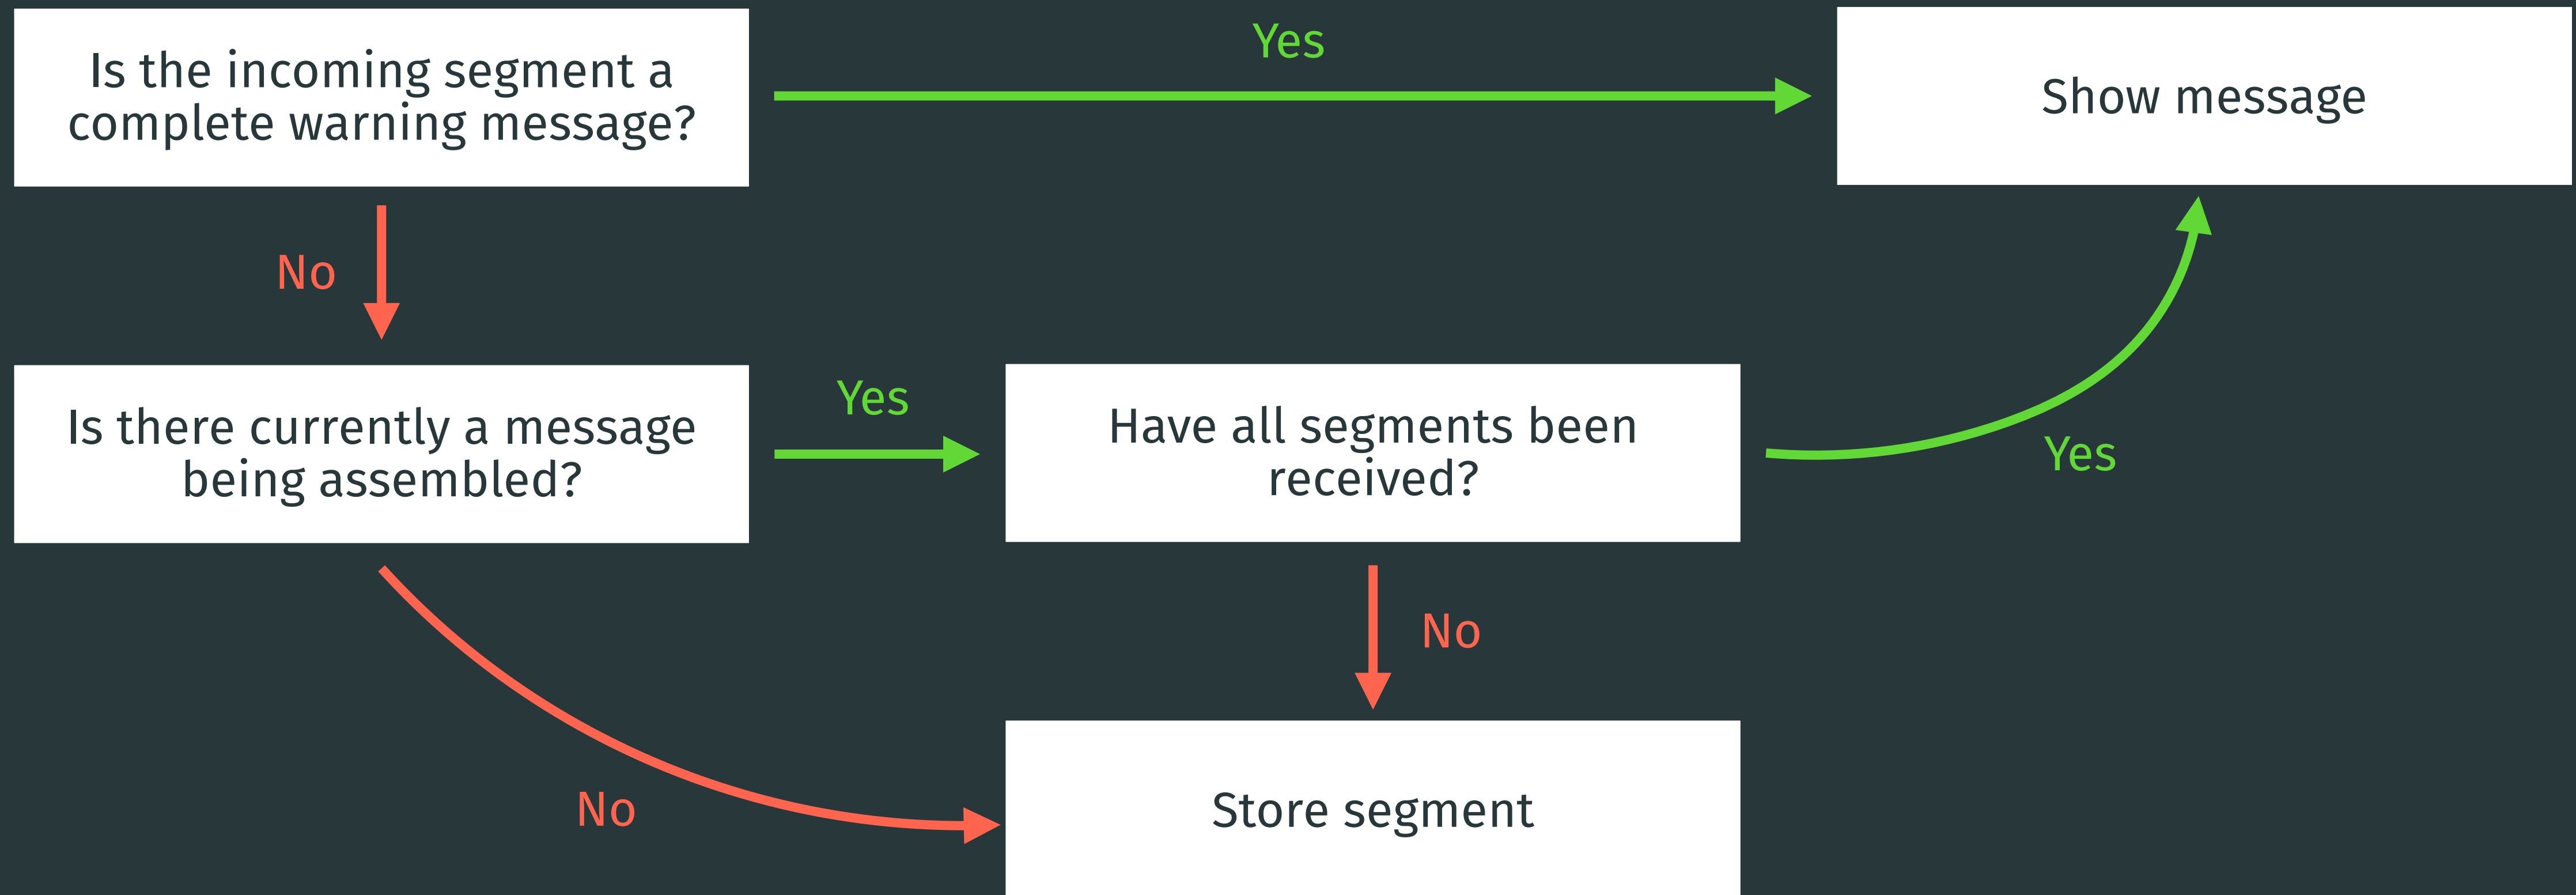 Is the incoming segment a
complete warning message?
Yes
Show message
No
Is there currently a message
being assembled?
Yes
Have all segments been
received?
Yes
No
No
Store segment